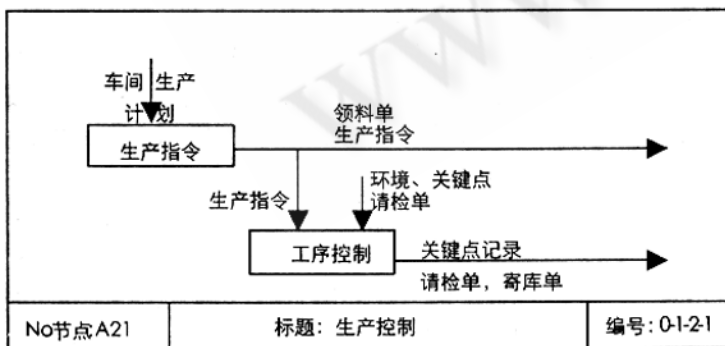 车间 生产
计 划
生产指令
领料单
生产指令
生产指令
环境、关键点
请检单
工序控制
关键点记录
请检单，寄库单
No节点A21
标题：生产控制
编号：0-1-2-1